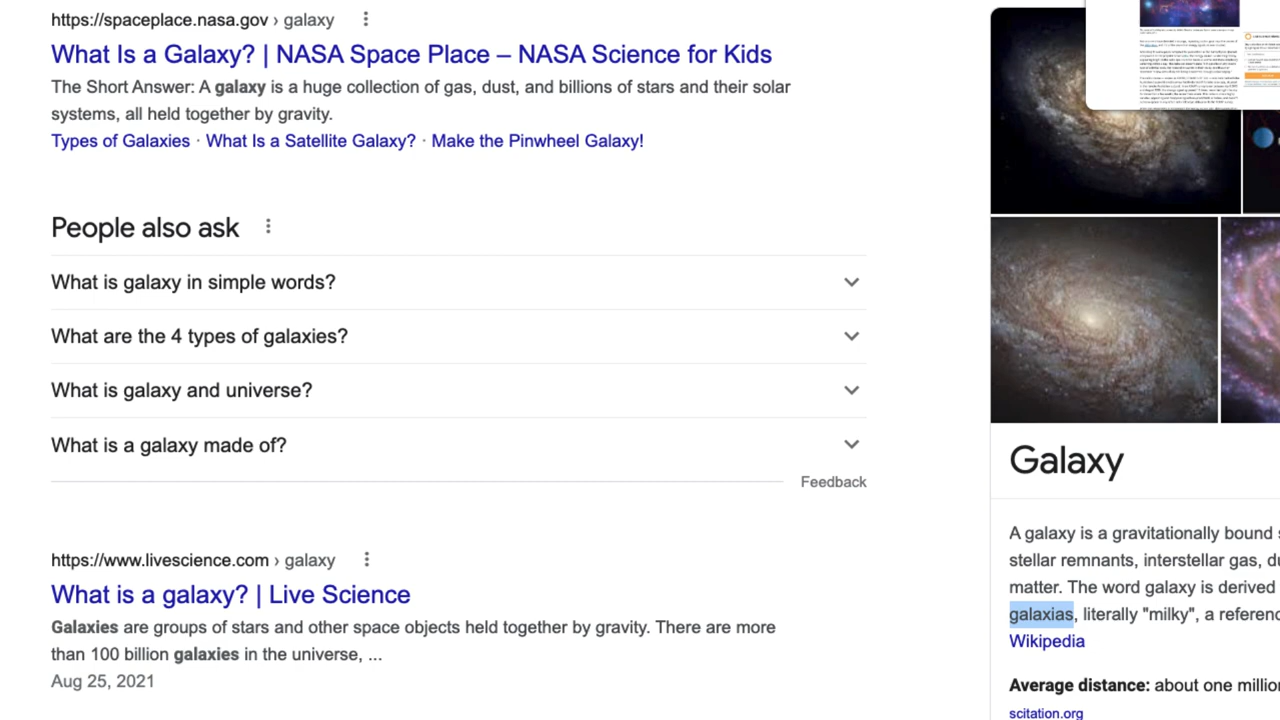 https://spaceplace.nasa.gov › galaxy
What Is a Galaxy? | NASA Space Place - NASA Science for Kids
The Short Answer: A galaxy is a huge collection of gas, dust, and billions of stars and their solar
systems, all held together by gravity.
Types of Galaxies · What Is a Satellite Galaxy? · Make the Pinwheel Galaxy!
People also ask
What is galaxy in simple words?
What are the 4 types of galaxies?
What is galaxy and universe?
What is a galaxy made of?
Feedback
https://www.livescience.com › galaxy
What is a galaxy? | Live Science
Galaxies are groups of stars and other space objects held together by gravity. There are more
than 100 billion galaxies in the universe, ...
Aug 25, 2021
Galaxy
A galaxy is a gravitationally bound
stellar remnants, interstellar gas,
matter. The word galaxy is derived
galaxias, literally "milky", a
Wikipedia
Average distance: about one
scitation.org